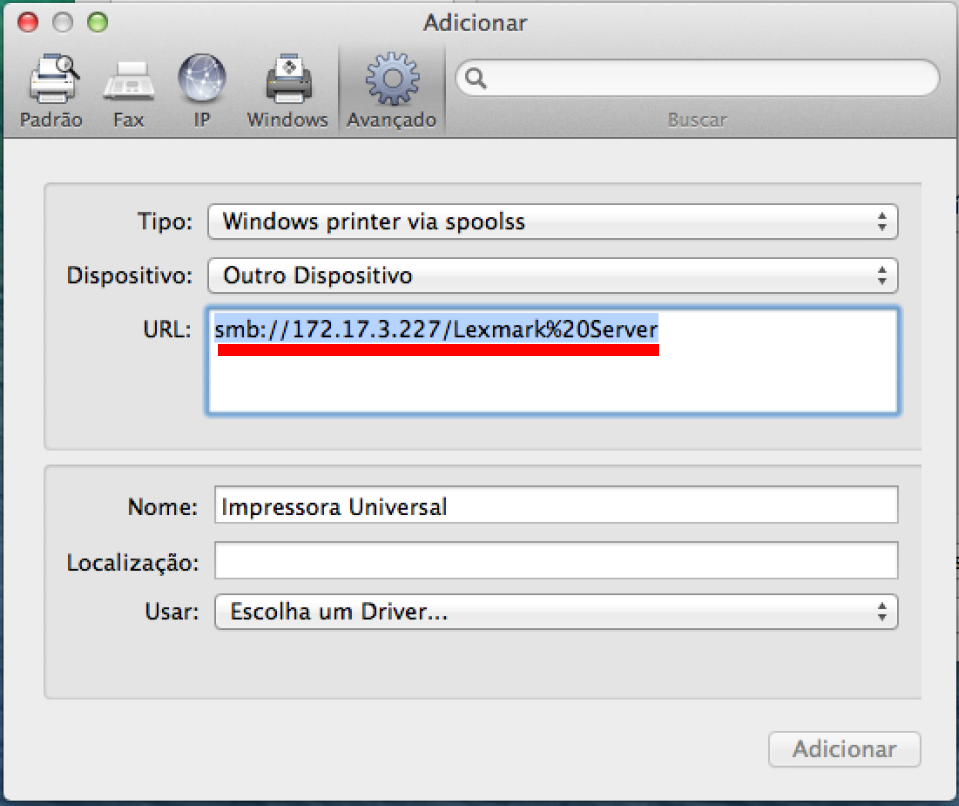 Adicionar
Padrão Fax IP Windows Avançado Buscar
Tipo: Windows printer via spoolss
Dispositivo: Outro Dispositivo
URL: smb://172.17.3.227/Lexmark%20Server
Nome: Impressora Universal
Localização:
Usar: Escolha um Driver...
Adicionar